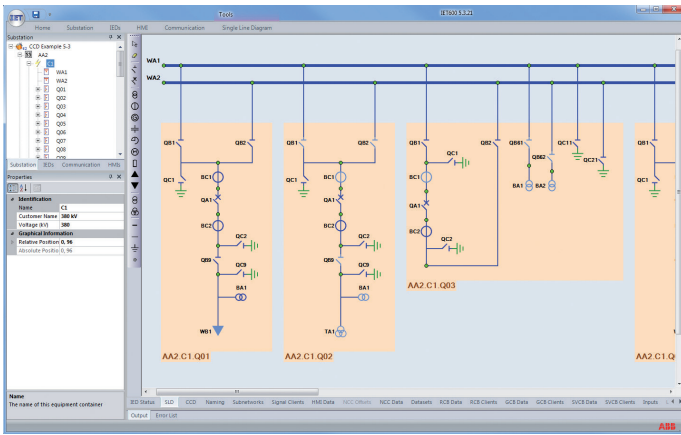 IET
Tools
IET600 5.3.21
Home Substation IEDs HMI Communication Single Line Diagram
Substation
CCD Example 5-3
AA2
C1
WA1
WA2
Q01
Q02
Q03
Q04
Q05
Q06
Q07
Q08
Q09
Substation IEDs Communication HMIs
Properties
Identification
Name C1
Customer Name 380 kV
Voltage (kV) 380
Graphical Information
Relative Position 0, 96
Absolute Positio 0, 96
Name
The name of this equipment container
WA1
WA2
QB1 QB2 QB1 QB2 QB1 QC1 QB2 QB61 QC11
QB62 QC21
QC1 BC1 QC1 BC1 BC1
BA1 BA2
QA1 QA1 QA1
BC2 BC2 BC2
QC2 QC2 QC2
QB9 QC9 QB9 QC9
BA1 BA1
AA2.C1.Q03
WB1 TA1
AA2.C1.Q01 AA2.C1.Q02 AA2.C1.Q
IED Status SLD CCD Naming Subnetworks Signal Clients HMI Data NCC Offsets NCC Data Datasets RCB Data RCB Clients GCB Data GCB Clients SVCB Data SVCB Clients Inputs
Output Error List
ABB